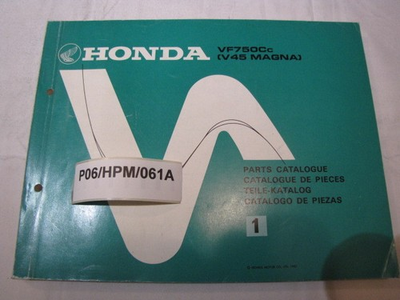 HONDA
VF750Cc
(V45 MAGNA)
P06/HPM/061A
PARTS CATALOGUE
CATALOGUE DE PIECES
TEILE-KATALOG
CATALOGO DE PIEZAS
1